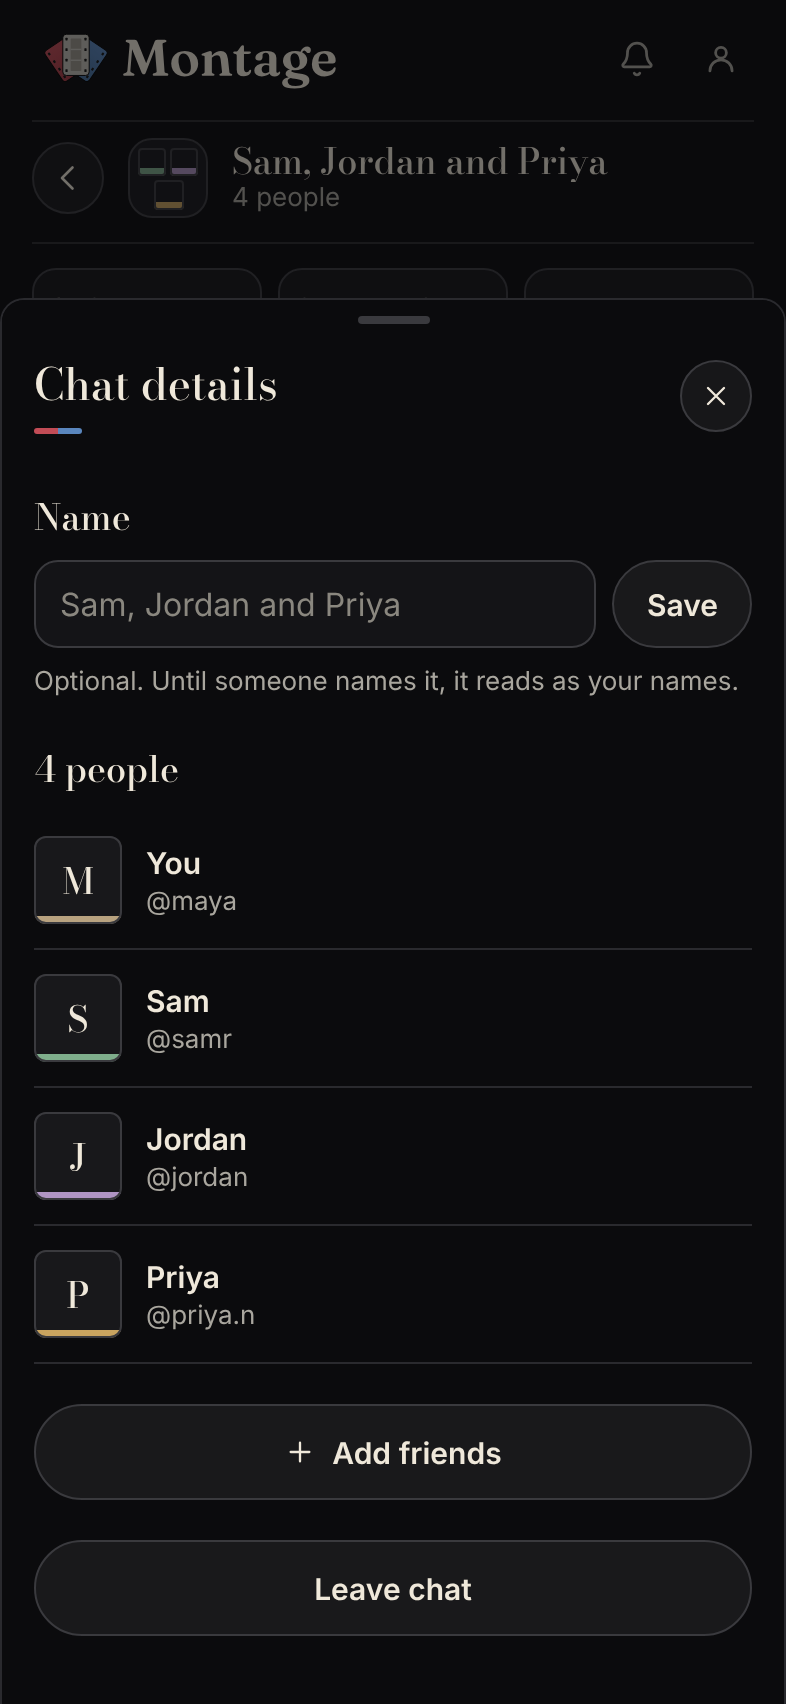 Montage
Sam, Jordan and Priya
4 people
Chat details
Name
Sam, Jordan and Priya
Save
Optional. Until someone names it, it reads as your names.
4 people
M
You
@maya
S
Sam
@samr
J
Jordan
@jordan
P
Priya
@priya.n
Add friends
Leave chat